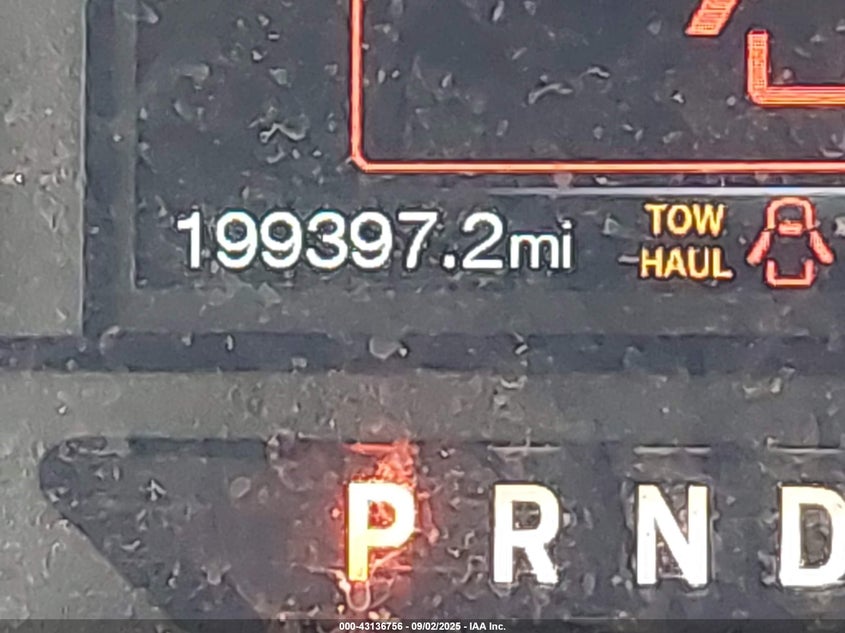 199397.2mi
TOW
HAUL
P R N D
000-43136756 - 09/02/2025 - IAA Inc.